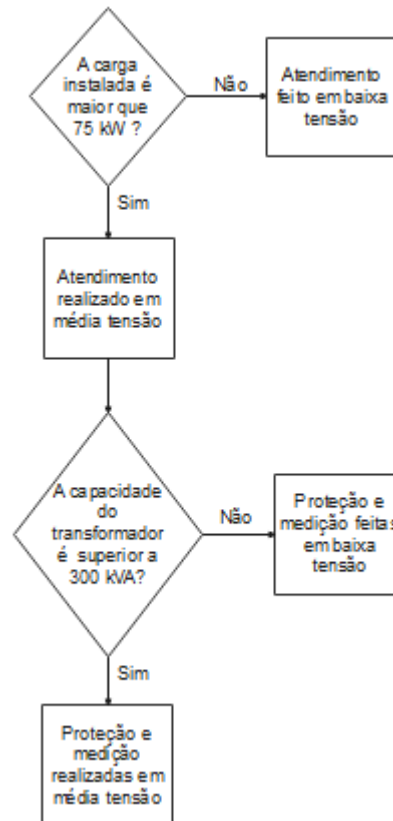 A carga
instalada é
maior que
75 kW ?
Não
Atendimento
feito em baixa
tensão
Sim
Atendimento
realizado em
média tensão
A capacidade
do
transformador
é superior a
300 kVA?
Não
Proteção e
medição feitas
em baixa
tensão
Sim
Proteção e
medição
realizadas em
média tensão